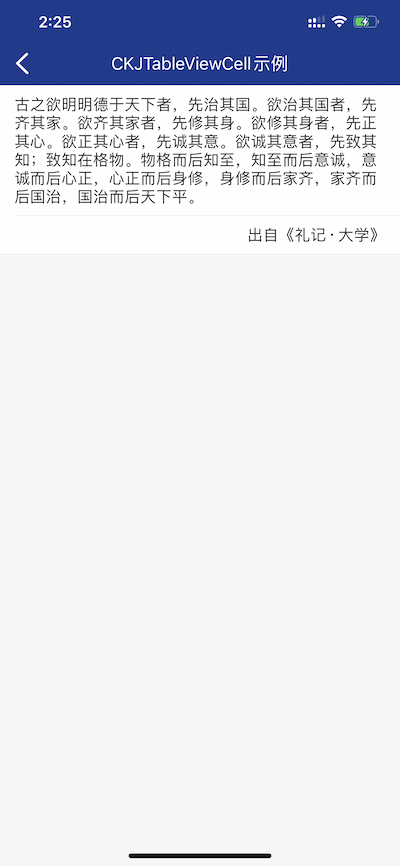 2:25
CKJTableViewCell示例
古之欲明明德于天下者，先治其国。欲治其国者，先
齐其家。欲齐其家者，先修其身。欲修其身者，先正
其心。欲正其心者，先诚其意。欲诚其意者，先致其
知；致知在格物。物格而后知至，知至而后意诚，意
诚而后心正，心正而后身修，身修而后家齐，家齐而
后国治，国治而后天下平。
出自《礼记·大学》